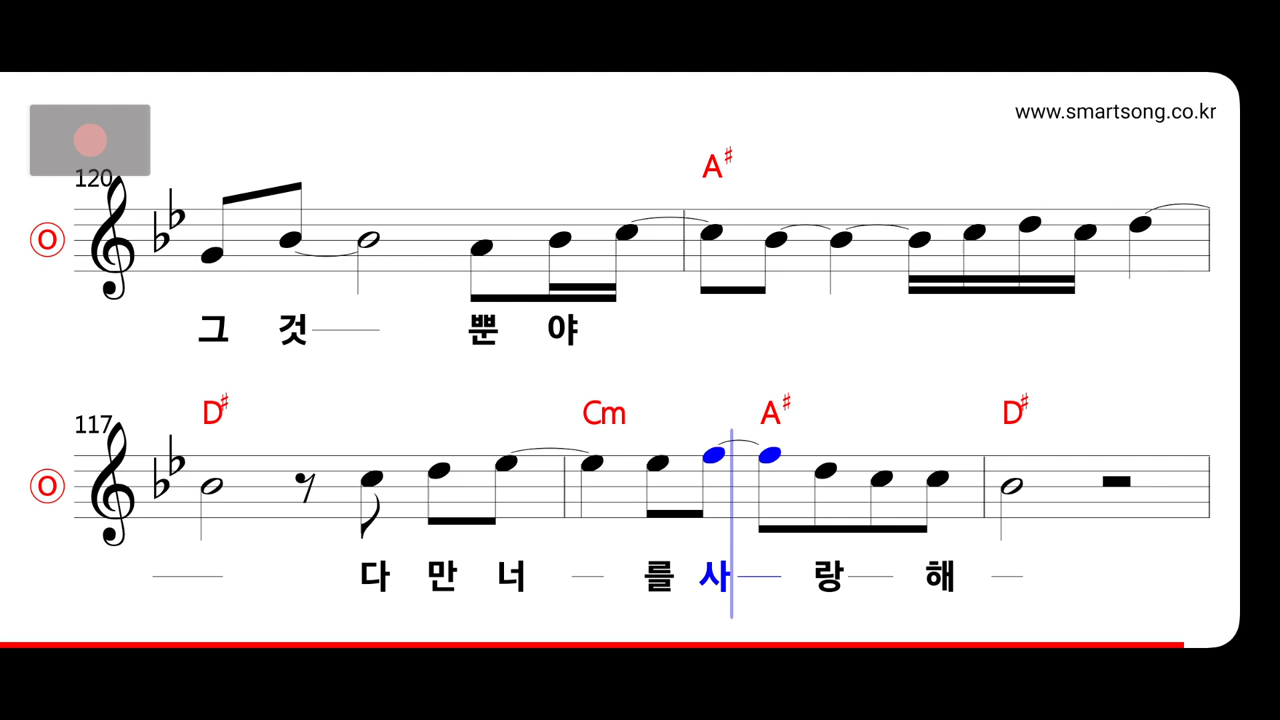 www.smartsong.co.kr
A♯
120
O
그 것 뿐 야
D♯ Cm A♯ D♯
117
O
다 만 너 를 사 랑 해